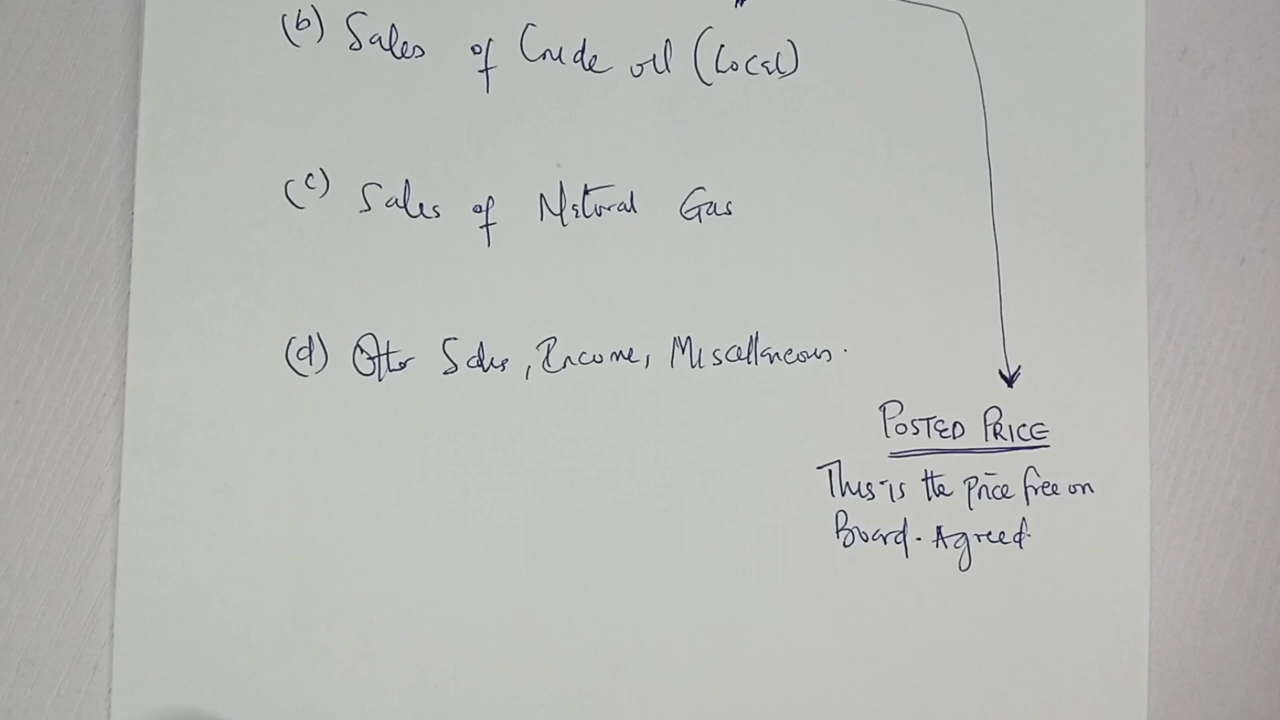 (b) Sales of Crude oil (Local)
(c) Sales of Natural Gas
(d) Other Sales, Income, Miscellaneous.
POSTED PRICE
This is the price free on
Board. Agreed.